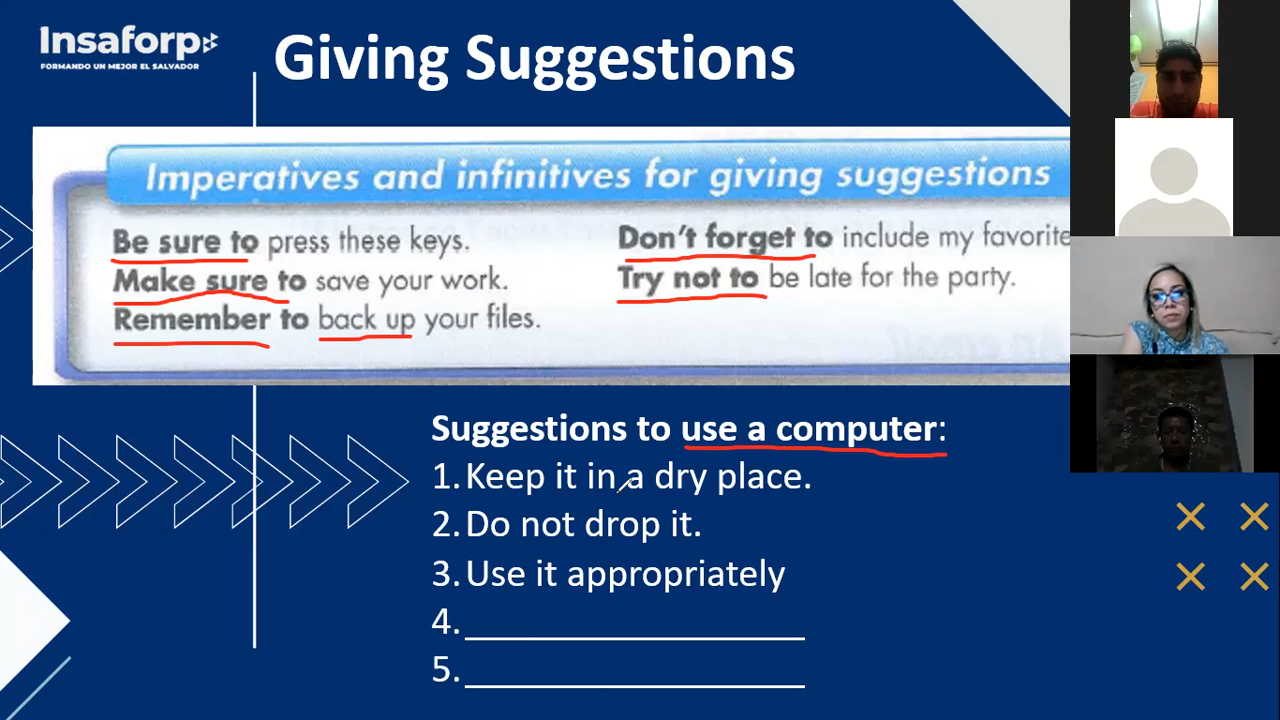 Insaforp
FORMANDO UN MEJOR EL SALVADOR
Giving Suggestions
Imperatives and infinitives for giving suggestions
Be sure to press these keys.
Make sure to save your work.
Remember to back up your files.
Don't forget to include my favorite
Try not to be late for the party.
Suggestions to use a computer:
1. Keep it in a dry place.
2. Do not drop it.
3. Use it appropriately
4.
5.